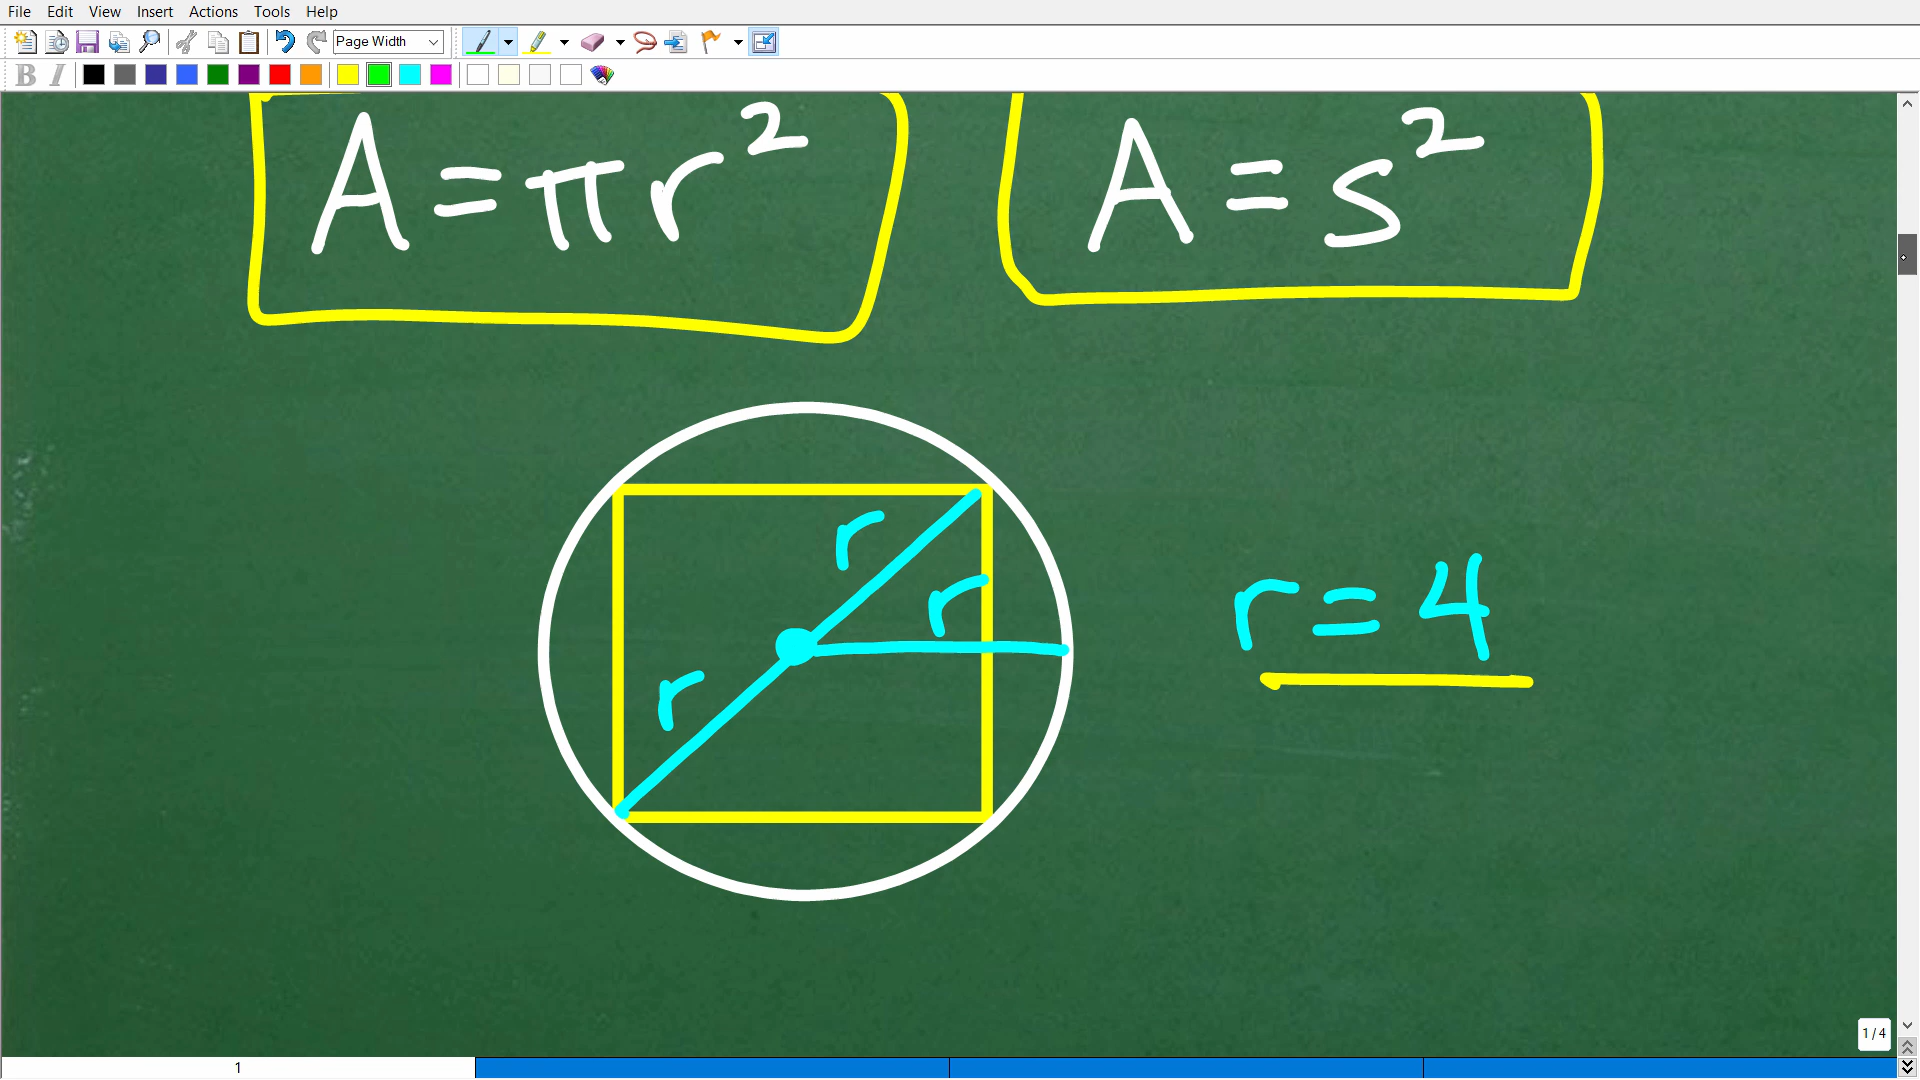 File Edit View Insert Actions Tools Help
Page Width
B I
A = πr²
A = s²
r
r
r = 4
r
1 / 4
1